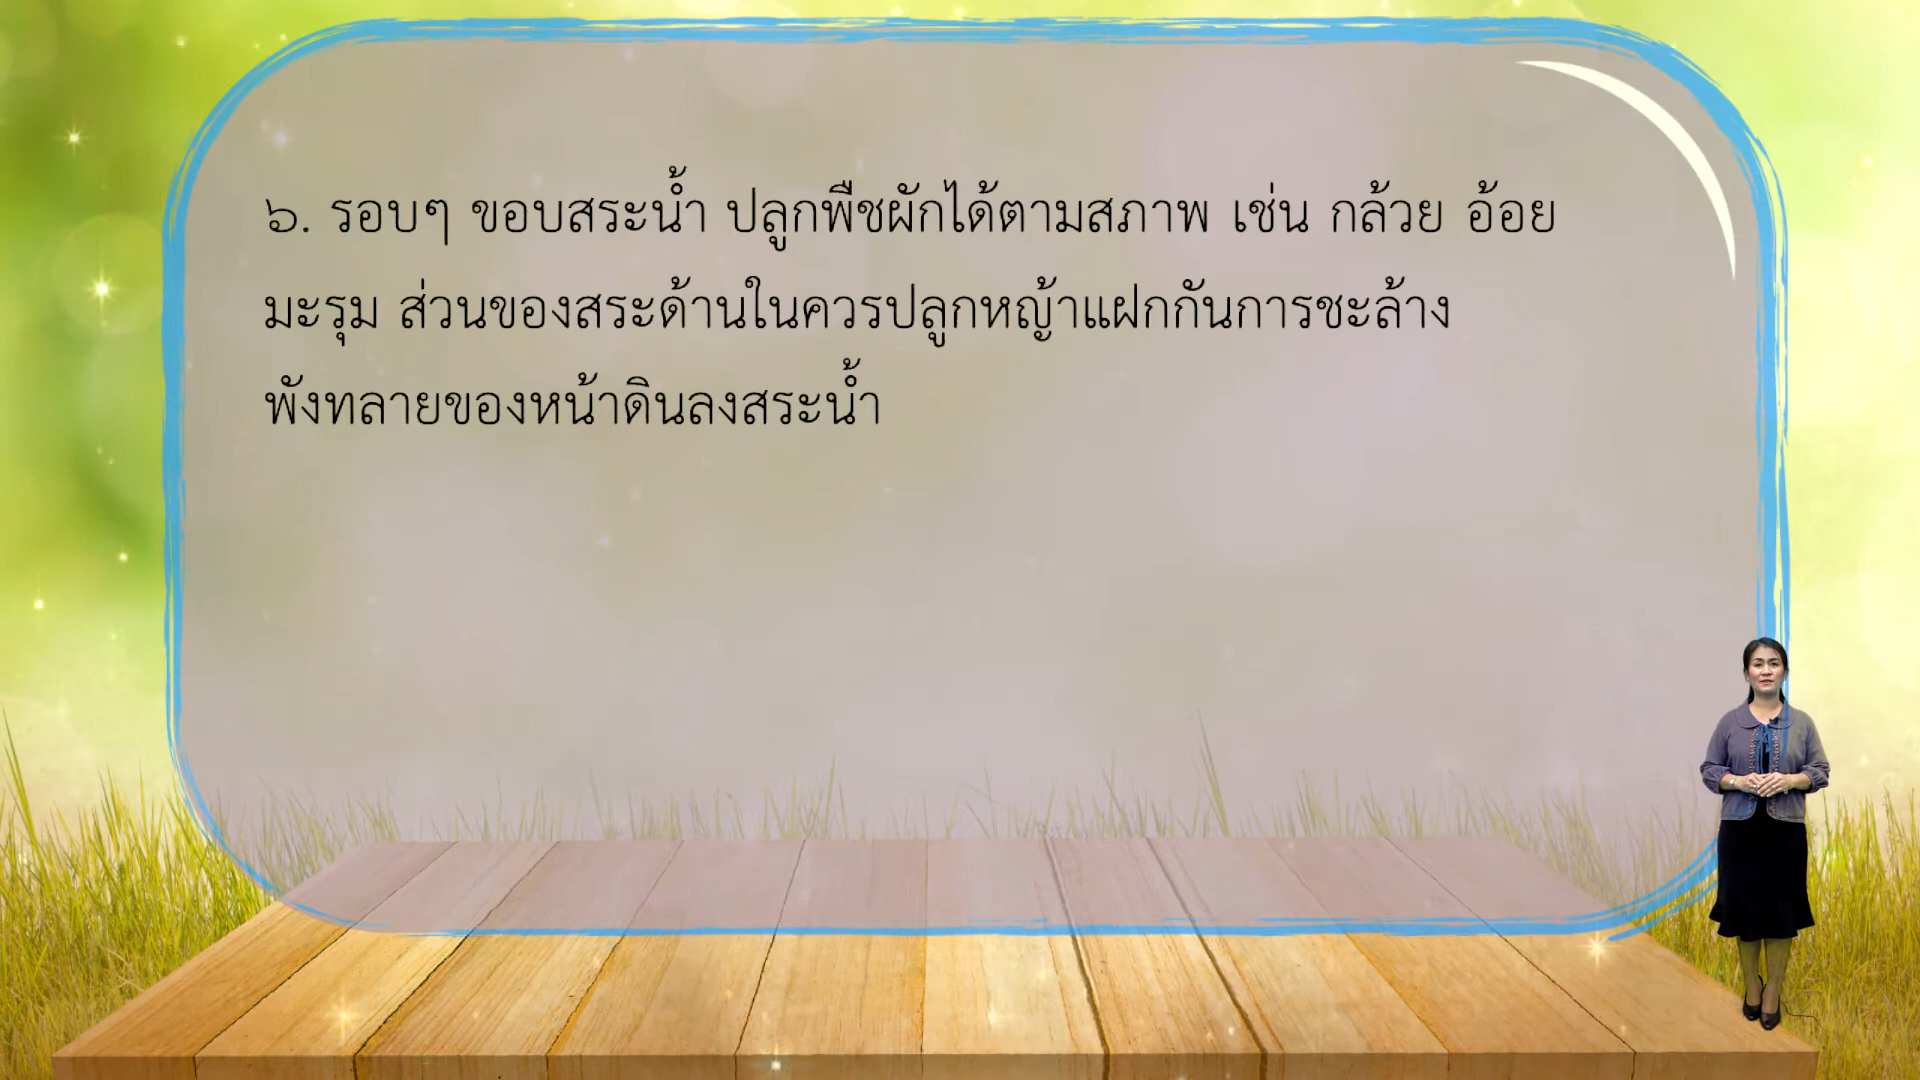 ๖. รอบๆ ขอบสระน้ำ ปลูกพืชผักได้ตามสภาพ เช่น กล้วย อ้อย
มะรุม ส่วนของสระด้านในควรปลูกหญ้าแฝกกันการชะล้าง
พังทลายของหน้าดินลงสระน้ำ